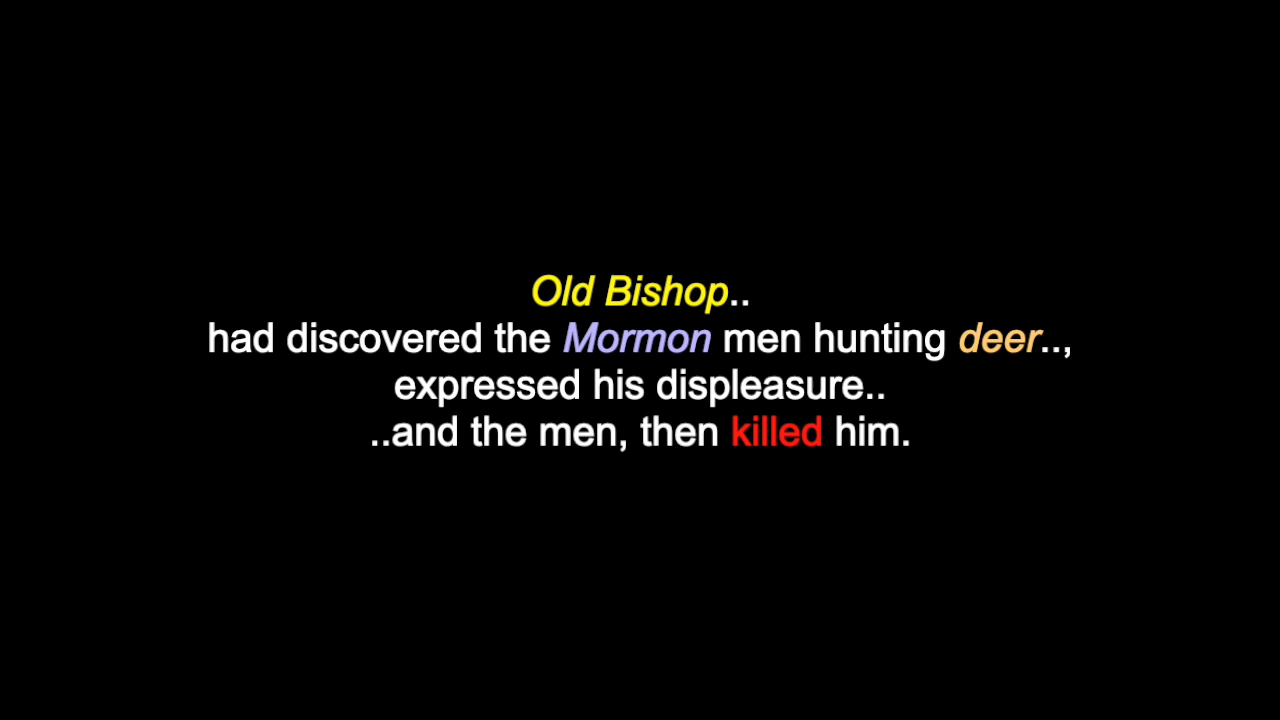 Old Bishop..
had discovered the Mormon men hunting deer..,
expressed his displeasure..
..and the men, then killed him.